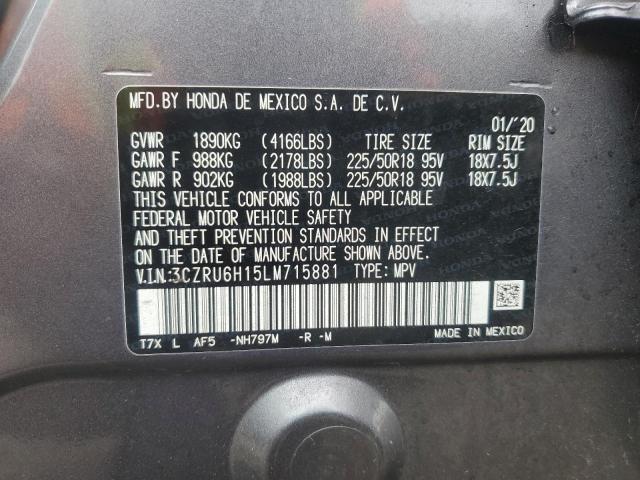 MFD.BY HONDA DE MEXICO S.A. DE C.V.
01/'20
GVWR 1890KG (4166LBS) TIRE SIZE RIM SIZE
GAWR F 988KG (2178LBS) 225/50R18 95V 18X7.5J
GAWR R 902KG (1988LBS) 225/50R18 95V 18X7.5J
THIS VEHICLE CONFORMS TO ALL APPLICABLE
FEDERAL MOTOR VEHICLE SAFETY
AND THEFT PREVENTION STANDARDS IN EFFECT
ON THE DATE OF MANUFACTURE SHOWN ABOVE.
V.I.N.:3CZRU6H15LM715881 TYPE: MPV
T7X L AF5 -NH797M -R -M
MADE IN MEXICO